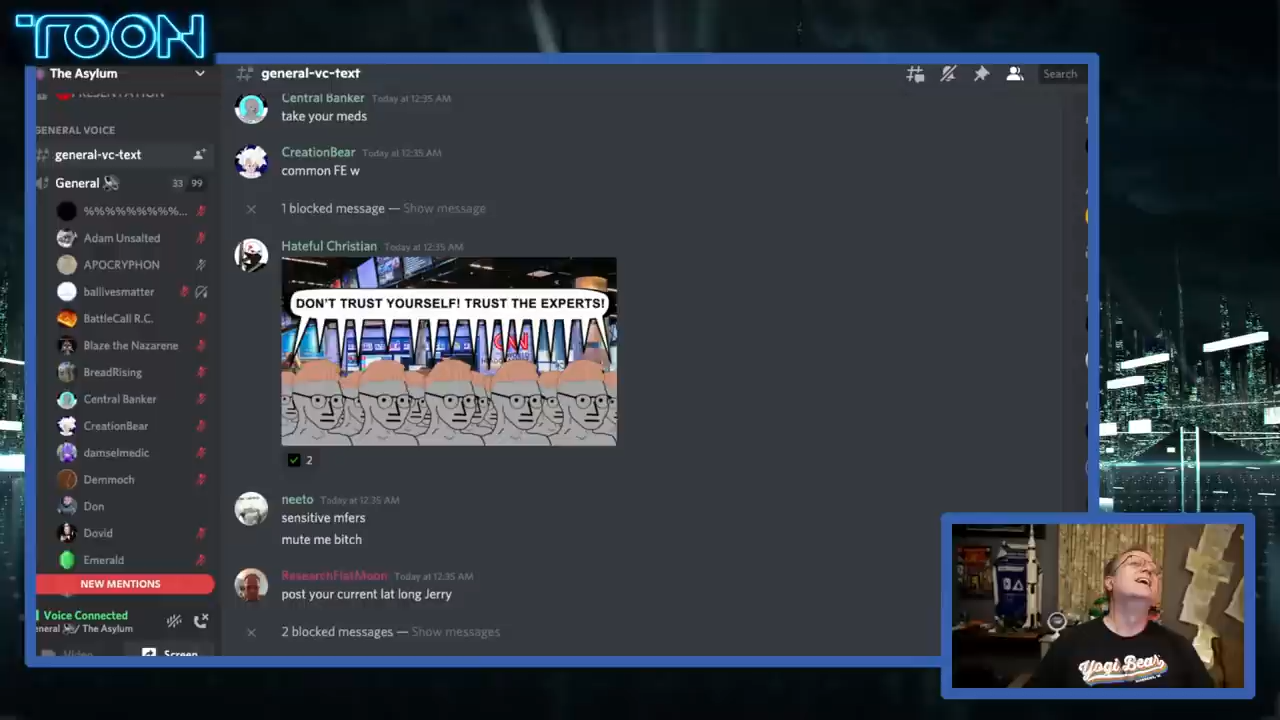 TOON
The Asylum
general-vc-text
Search
PRESENTATION
GENERAL VOICE
general-vc-text
General
33 99
%%%%%%%%%...
Adam Unsalted
APOCRYPHON
ballivesmatter
BattleCall R.C.
Blaze the Nazarene
BreadRising
Central Banker
CreationBear
damselmedic
Demmoch
Don
Dovid
Emerald
NEW MENTIONS
Voice Connected
eneral / The Asylum
Video
Screen
Central Banker Today at 12:35 AM
take your meds
CreationBear Today at 12:35 AM
common FE w
1 blocked message — Show message
Hateful Christian Today at 12:35 AM
DON'T TRUST YOURSELF! TRUST THE EXPERTS!
CNN
2
neeto Today at 12:35 AM
sensitive mfers
mute me bitch
ResearchFlatMoon Today at 12:35 AM
post your current lat long Jerry
2 blocked messages — Show messages
Yogi Bear